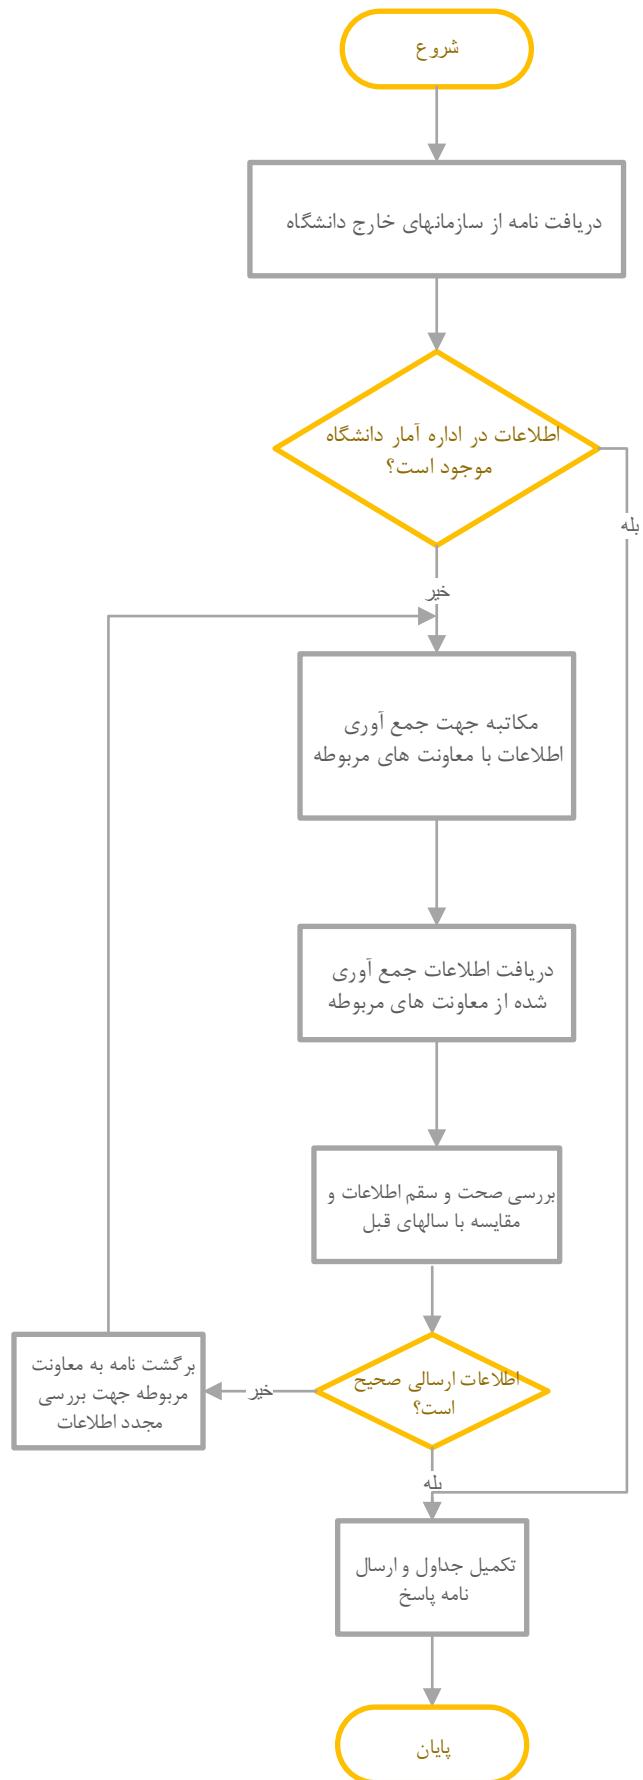 شروع
دریافت نامه از سازمانهای خارج دانشگاه
اطلاعات در اداره آمار دانشگاه
موجود است؟
بله
خیر
مکاتبه جهت جمع آوری
اطلاعات با معاونت های مربوطه
دریافت اطلاعات جمع آوری
شده از معاونت های مربوطه
بررسی صحت و سقم اطلاعات و
مقایسه با سالهای قبل
اطلاعات ارسالی صحیح
است؟
خیر
برگشت نامه به معاونت
مربوطه جهت بررسی
مجدد اطلاعات
بله
تکمیل جداول و ارسال
نامه پاسخ
پایان